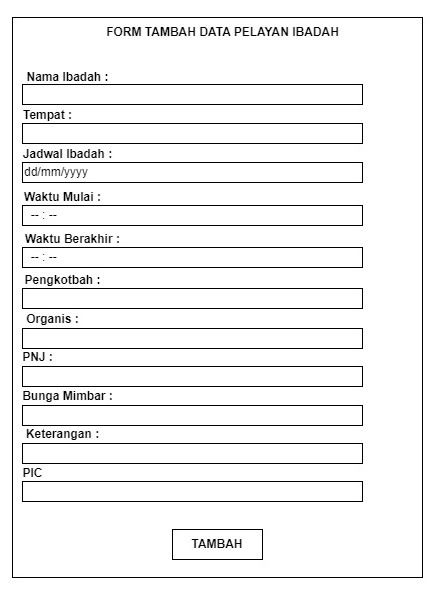 FORM TAMBAH DATA PELAYAN IBADAH
Nama Ibadah :
Tempat :
Jadwal Ibadah :
dd/mm/yyyy
Waktu Mulai :
-- : --
Waktu Berakhir :
-- : --
Pengkotbah :
Organis :
PNJ :
Bunga Mimbar :
Keterangan :
PIC
TAMBAH